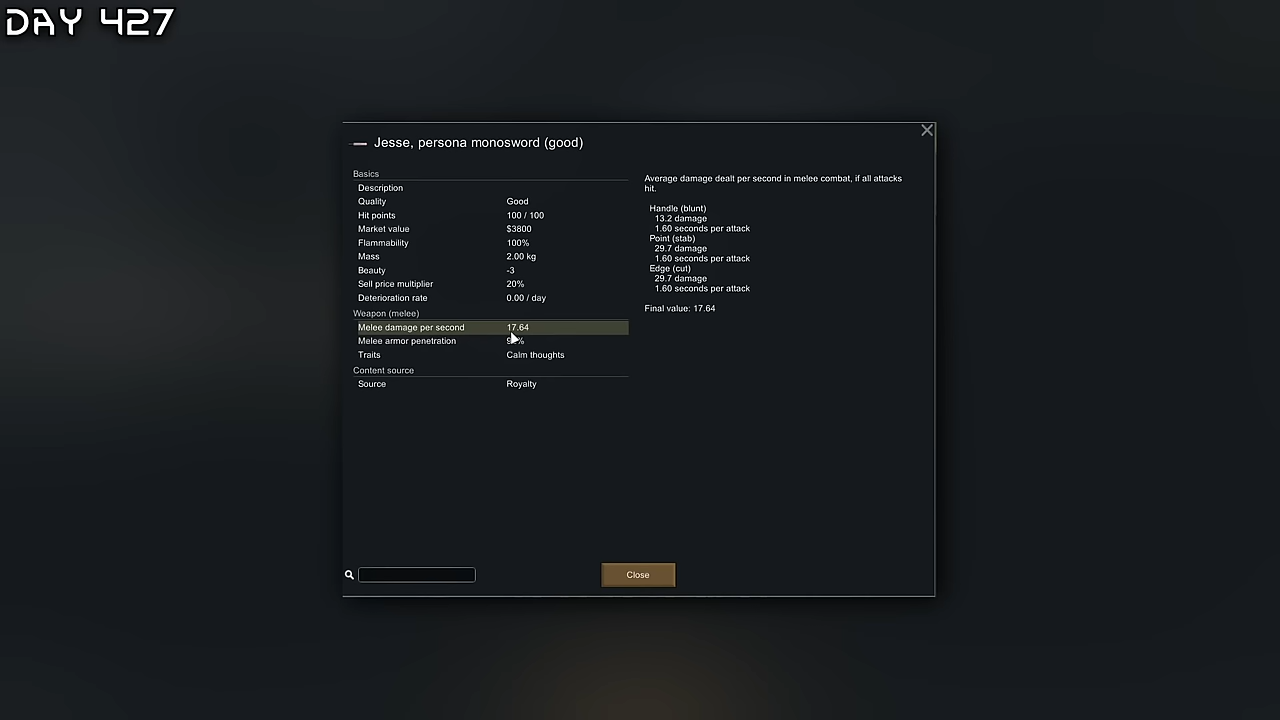 DAY 427
Jesse, persona monosword (good)
Basics
Description
Quality Good
Hit points 100 / 100
Market value $3800
Flammability 100%
Mass 2.00 kg
Beauty -3
Sell price multiplier 20%
Deterioration rate 0.00 / day
Weapon (melee)
Melee damage per second 17.64
Melee armor penetration
Traits Calm thoughts
Content source
Source Royalty
Average damage dealt per second in melee combat, if all attacks
hit.
Handle (blunt)
13.2 damage
1.60 seconds per attack
Point (stab)
29.7 damage
1.60 seconds per attack
Edge (cut)
29.7 damage
1.60 seconds per attack
Final value: 17.64
Close